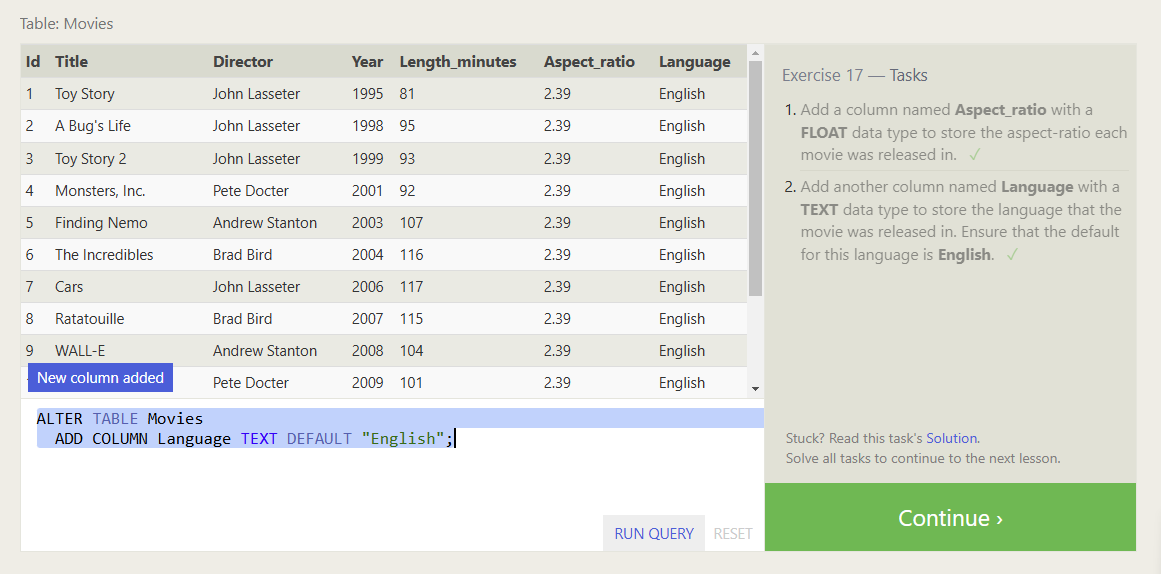 Table: Movies
Id Title Director Year Length_minutes Aspect_ratio Language
1 Toy Story John Lasseter 1995 81 2.39 English
2 A Bug's Life John Lasseter 1998 95 2.39 English
3 Toy Story 2 John Lasseter 1999 93 2.39 English
4 Monsters, Inc. Pete Docter 2001 92 2.39 English
5 Finding Nemo Andrew Stanton 2003 107 2.39 English
6 The Incredibles Brad Bird 2004 116 2.39 English
7 Cars John Lasseter 2006 117 2.39 English
8 Ratatouille Brad Bird 2007 115 2.39 English
9 WALL-E Andrew Stanton 2008 104 2.39 English
Pete Docter 2009 101 2.39 English
New column added
ALTER TABLE Movies
ADD COLUMN Language TEXT DEFAULT "English";
RUN QUERY RESET
Exercise 17 — Tasks
1. Add a column named Aspect_ratio with a
FLOAT data type to store the aspect-ratio each
movie was released in. ✓
2. Add another column named Language with a
TEXT data type to store the language that the
movie was released in. Ensure that the default
for this language is English. ✓
Stuck? Read this task's Solution.
Solve all tasks to continue to the next lesson.
Continue ›